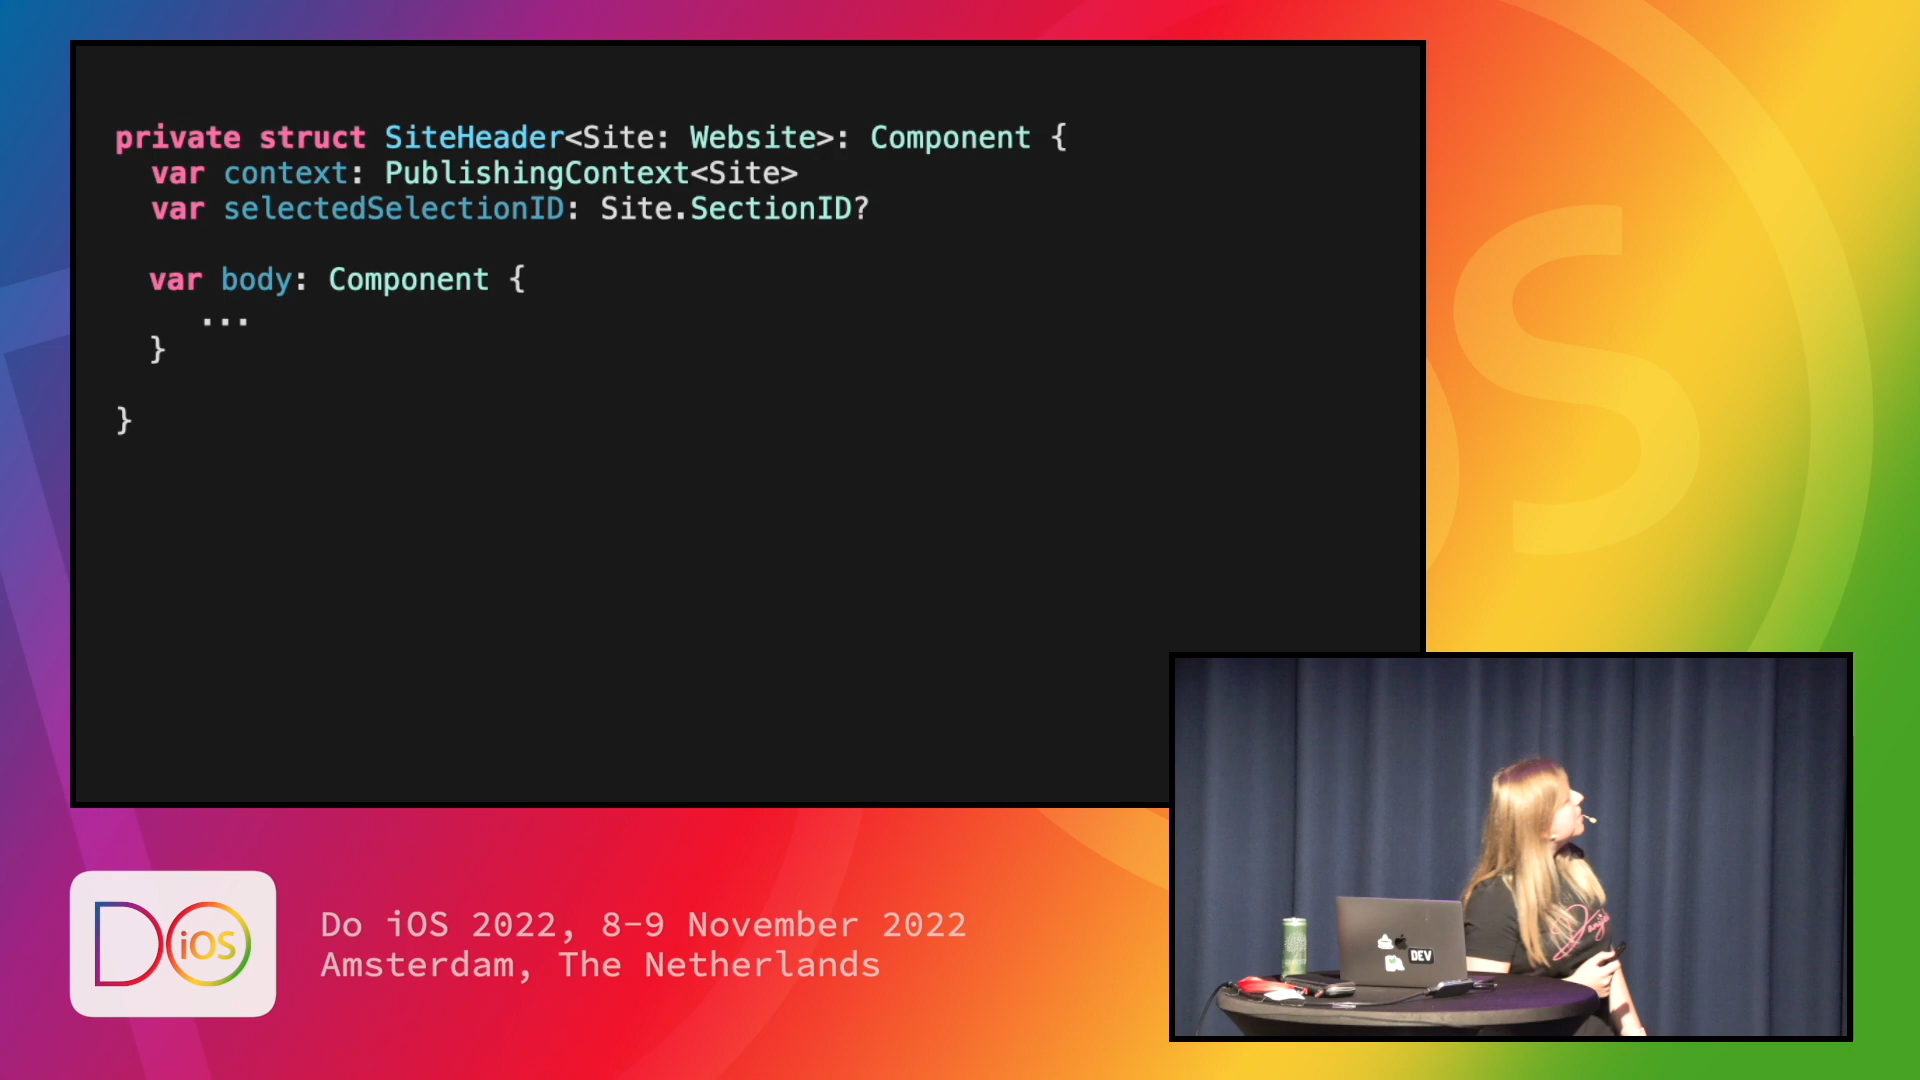 private struct SiteHeader<Site: Website>: Component {
var context: PublishingContext<Site>
var selectedSelectionID: Site.SectionID?
var body: Component {
...
}
}
DO iOS
Do iOS 2022, 8-9 November 2022
Amsterdam, The Netherlands
DEV